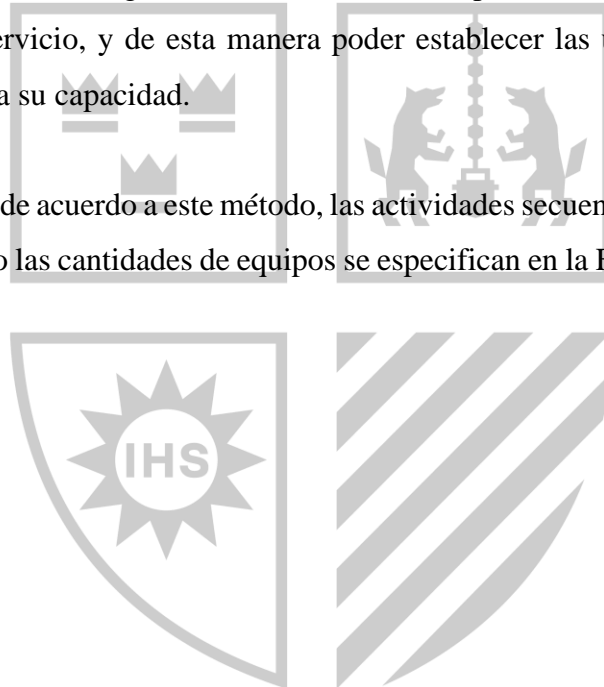 ervicio, y de esta manera poder establecer las
a su capacidad.
de acuerdo a este método, las actividades
o las cantidades de equipos se especifican en la
IHS